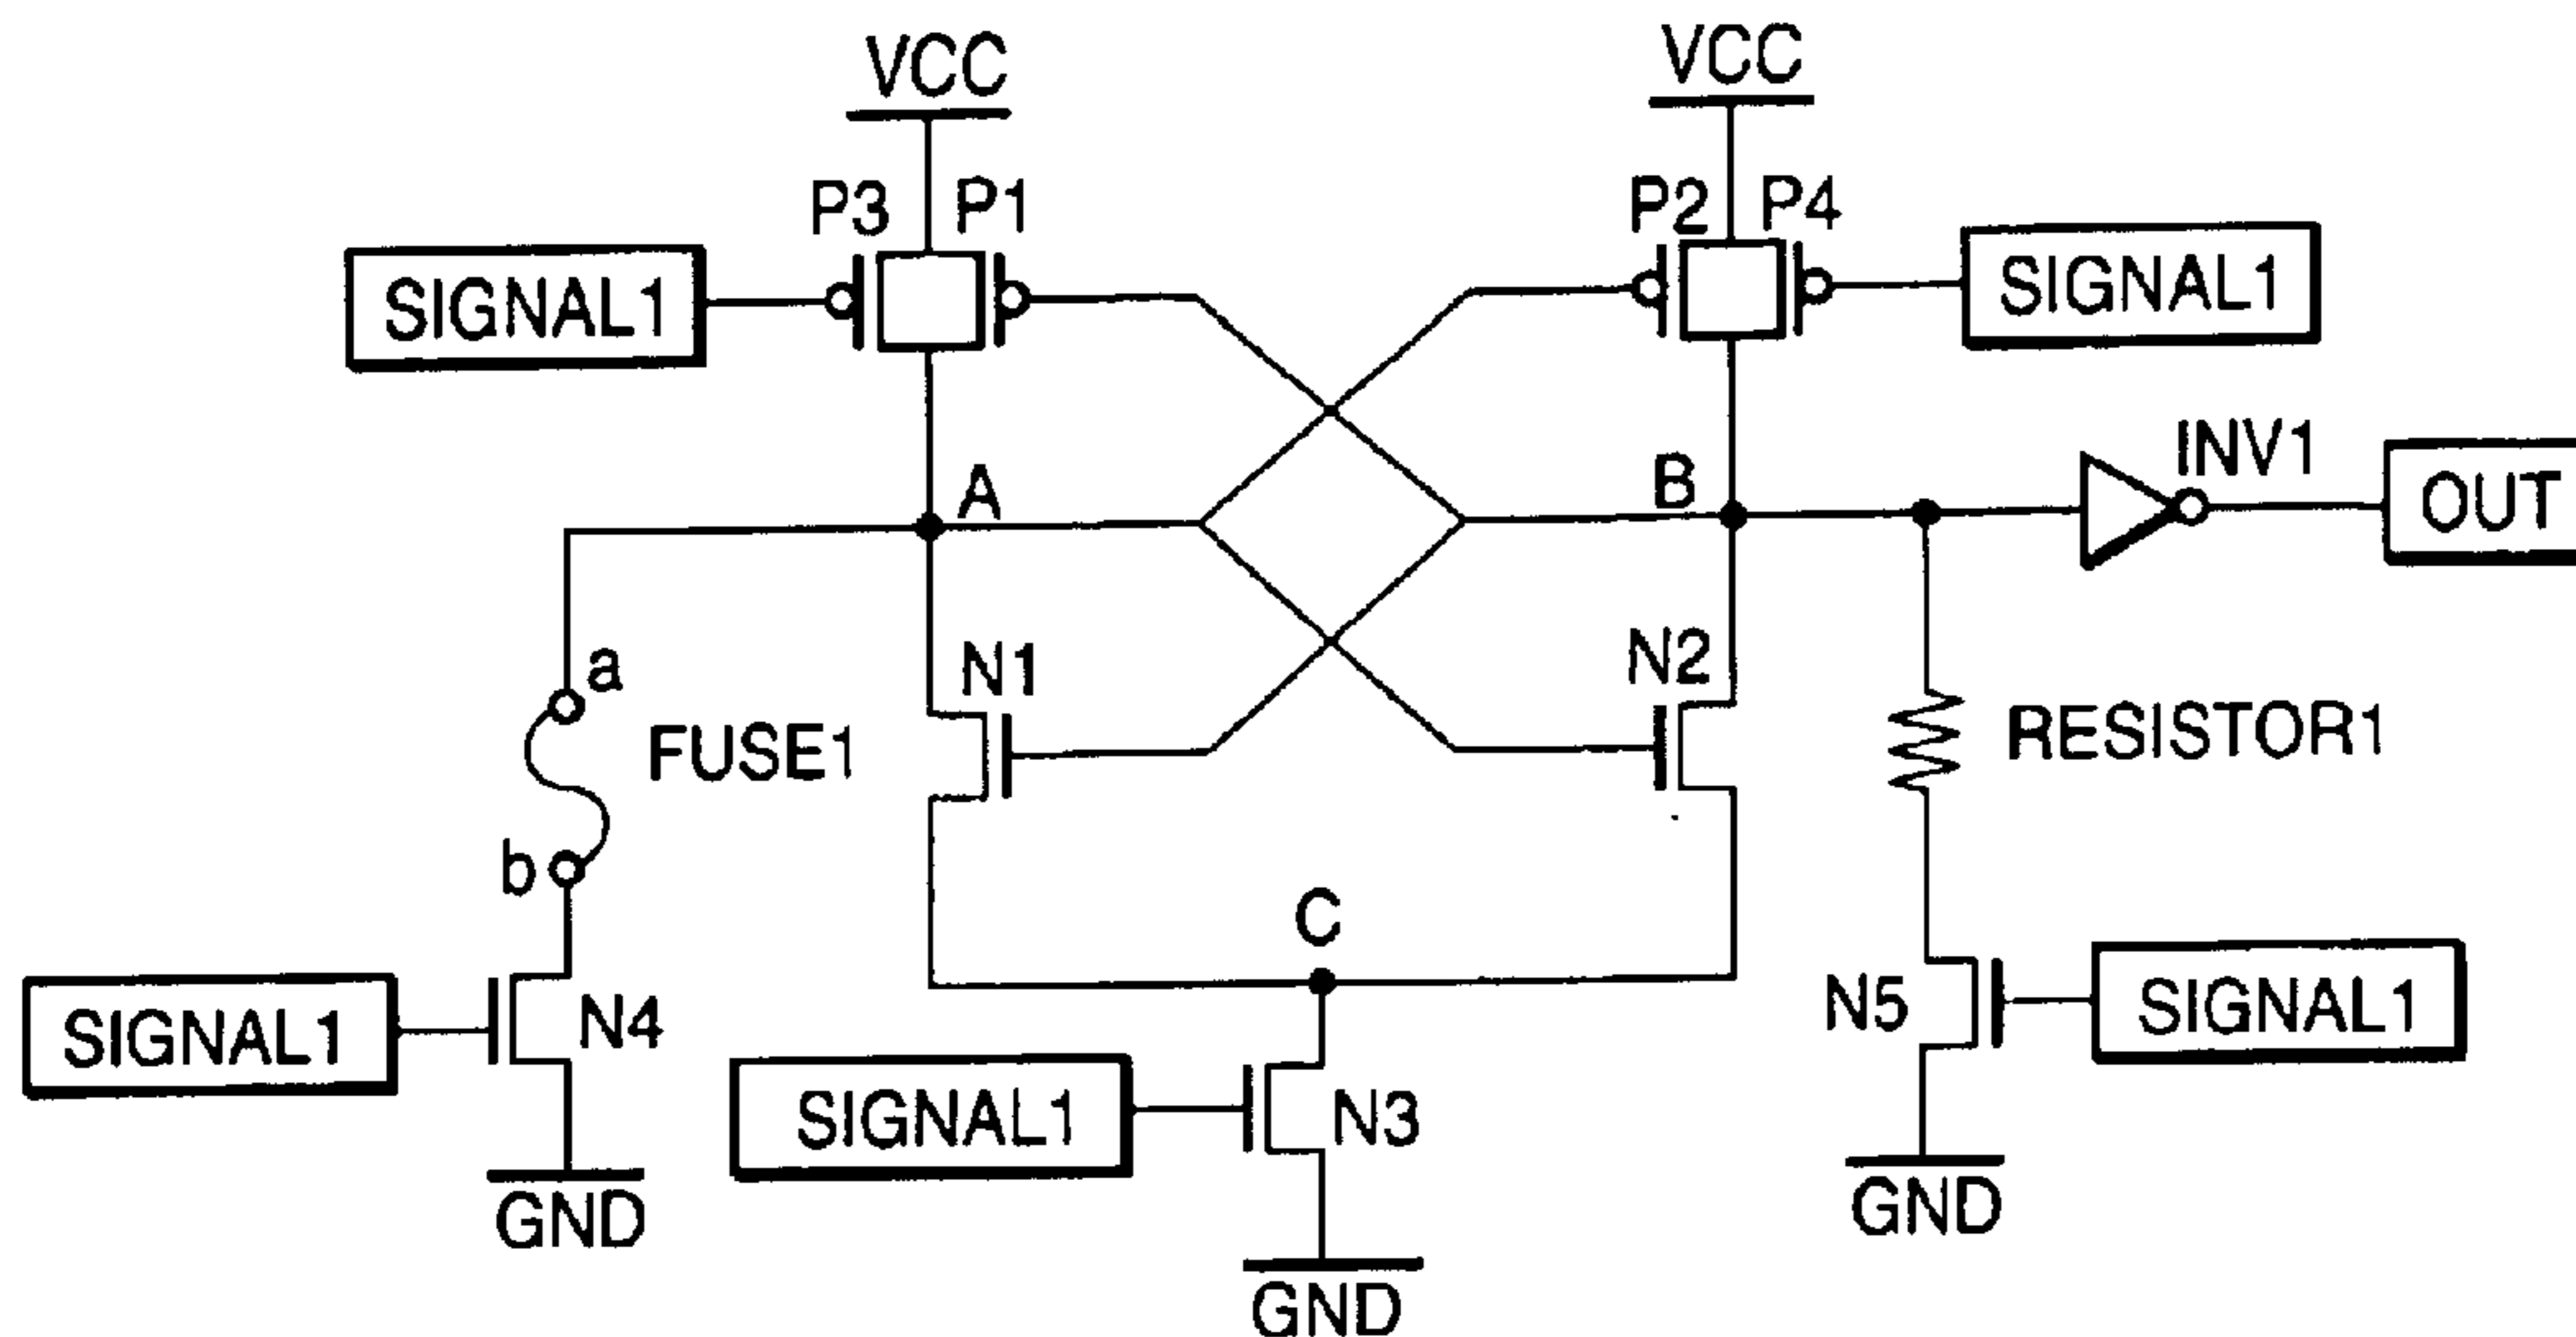 VCC
VCC
P3
P1
P2
P4
SIGNAL1
SIGNAL1
A
B
INV1
OUT
a
FUSE1
N1
N2
RESISTOR1
b
C
SIGNAL1
N4
SIGNAL1
N3
N5
SIGNAL1
GND
GND
GND